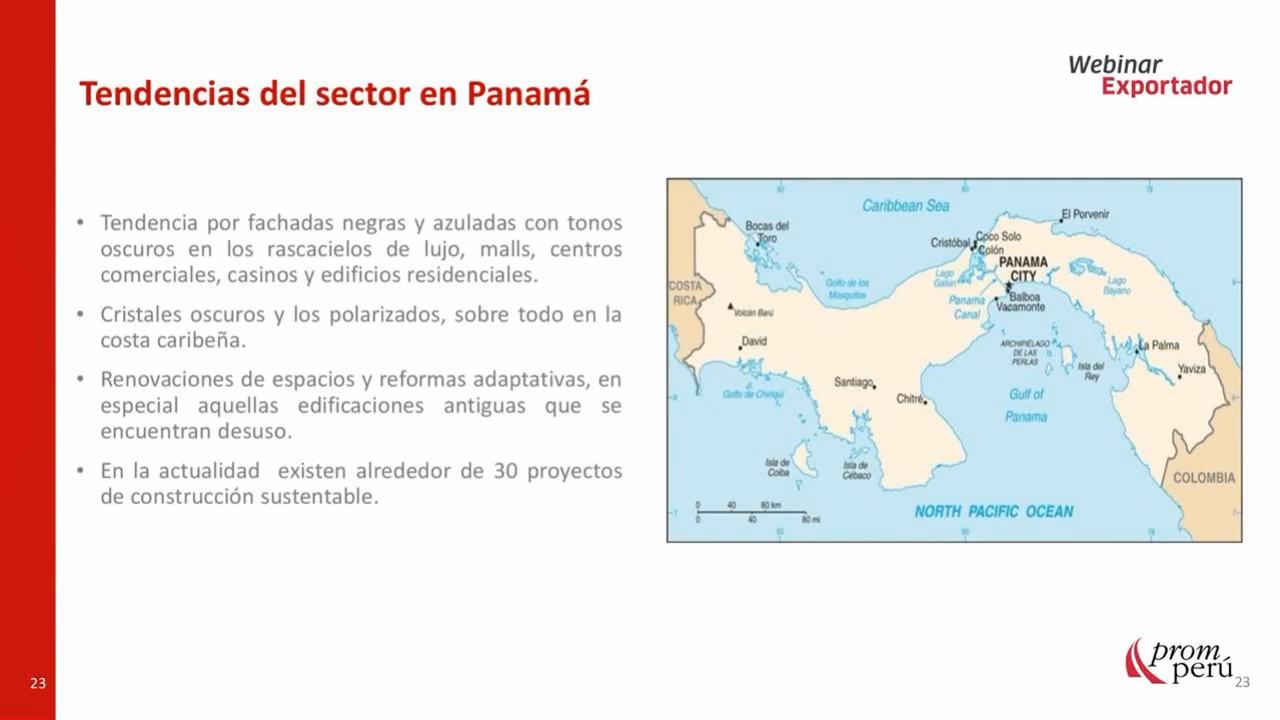 Tendencias del sector en Panamá
Webinar
Exportador
• Tendencia por fachadas negras y azuladas con tonos
oscuros en los rascacielos de lujo, malls, centros
comerciales, casinos y edificios residenciales.
• Cristales oscuros y los polarizados, sobre todo en la
costa caribeña.
• Renovaciones de espacios y reformas adaptativas, en
especial aquellas edificaciones antiguas que se
encuentran desuso.
• En la actualidad existen alrededor de 30 proyectos
de construcción sustentable.
Caribbean Sea
El Porvenir
Bocas del
Toro
Cristóbal
Coco Solo
Colón
PANAMA
CITY
COSTA
RICA
Golfo de los
Mosquitos
Lago
Gatún
Lago
Bayano
Panama
Canal
Balboa
Vacamonte
Volcán Barú
David
ARCHIPIÉLAGO
DE LAS
PERLAS
La Palma
Isla del
Rey
Yaviza
Santiago
Chitré
Golfo de Chiriquí
Gulf of
Panama
Isla de
Coiba
Isla de
Cébaco
COLOMBIA
0 40 80 km
0 40 80 mi
NORTH PACIFIC OCEAN
prom
perú
23
23